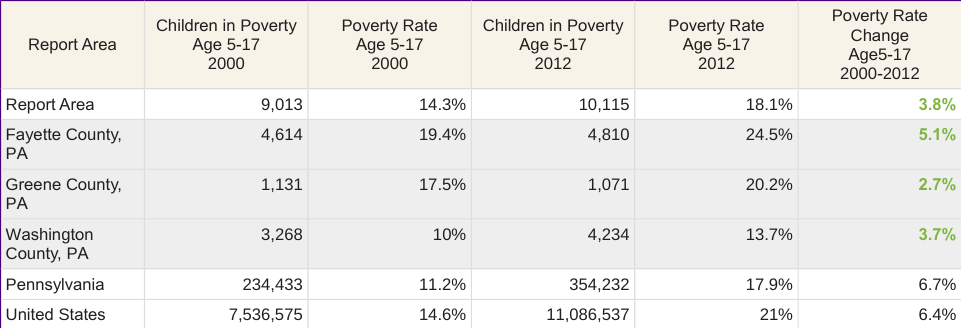 Report Area
Children in Poverty
Age 5-17
2000
Poverty Rate
Age 5-17
2000
Children in Poverty
Age 5-17
2012
Poverty Rate
Age 5-17
2012
Poverty Rate
Change
Age5-17
2000-2012
Report Area 9,013 14.3% 10,115 18.1% 3.8%
Fayette County, 4,614 19.4% 4,810 24.5% 5.1%
PA
Greene County, 1,131 17.5% 1,071 20.2% 2.7%
PA
Washington 3,268 10% 4,234 13.7% 3.7%
County, PA
Pennsylvania 234,433 11.2% 354,232 17.9% 6.7%
United States 7,536,575 14.6% 11,086,537 21% 6.4%